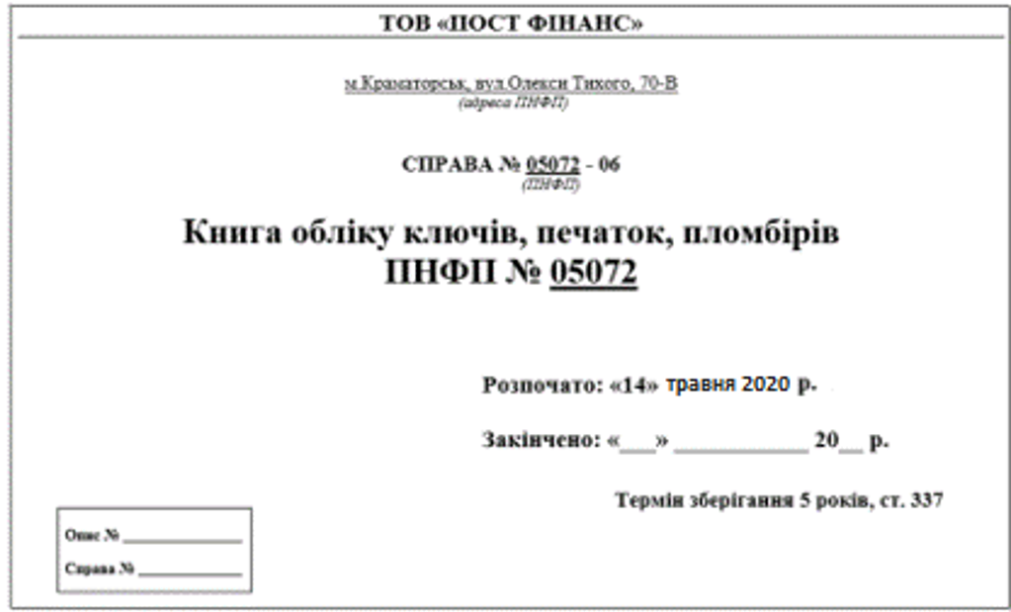 ТОВ «ПОСТ ФІНАНС»
м.Краматорськ, вул.Олекси Тихого, 70-В
(адреса ПНФП)
СПРАВА № 05072 - 06
(ПНФП)
Книга обліку ключів, печаток, пломбірів
ПНФП № 05072
Розпочато: «14» травня 2020 р.
Закінчено: «___» ___________ 20__ р.
Термін зберігання 5 років, ст. 337
Опис № ____________
Справа № __________